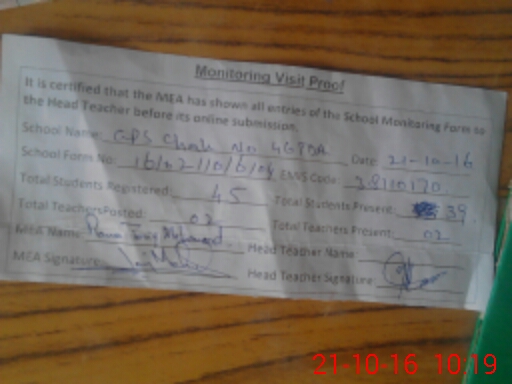 Monitoring Visit Proof
It is certified that the MEA has shown all entries of the School Monitoring Form to
the Head Teacher before its online submission.
School Name: GPS Chak No Date: 21-10-16
School Form No: EMIS Code: 38110170
Total Students Registered: 45 Total Students Present: 39
Total Teachers Posted: 02 Total Teachers Present: 02
MEA Name: Head Teacher Name:
MEA Signature: Head Teacher Signature:
21-10-16 10:19